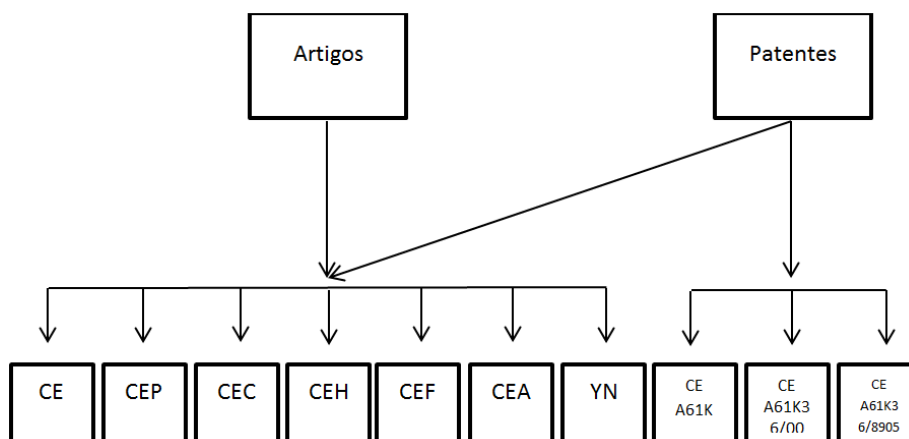 Artigos
Patentes
CE
CEP
CEC
CEH
CEF
CEA
YN
CE
A61K
CE
A61K3
6/00
CE
A61K3
6/8905